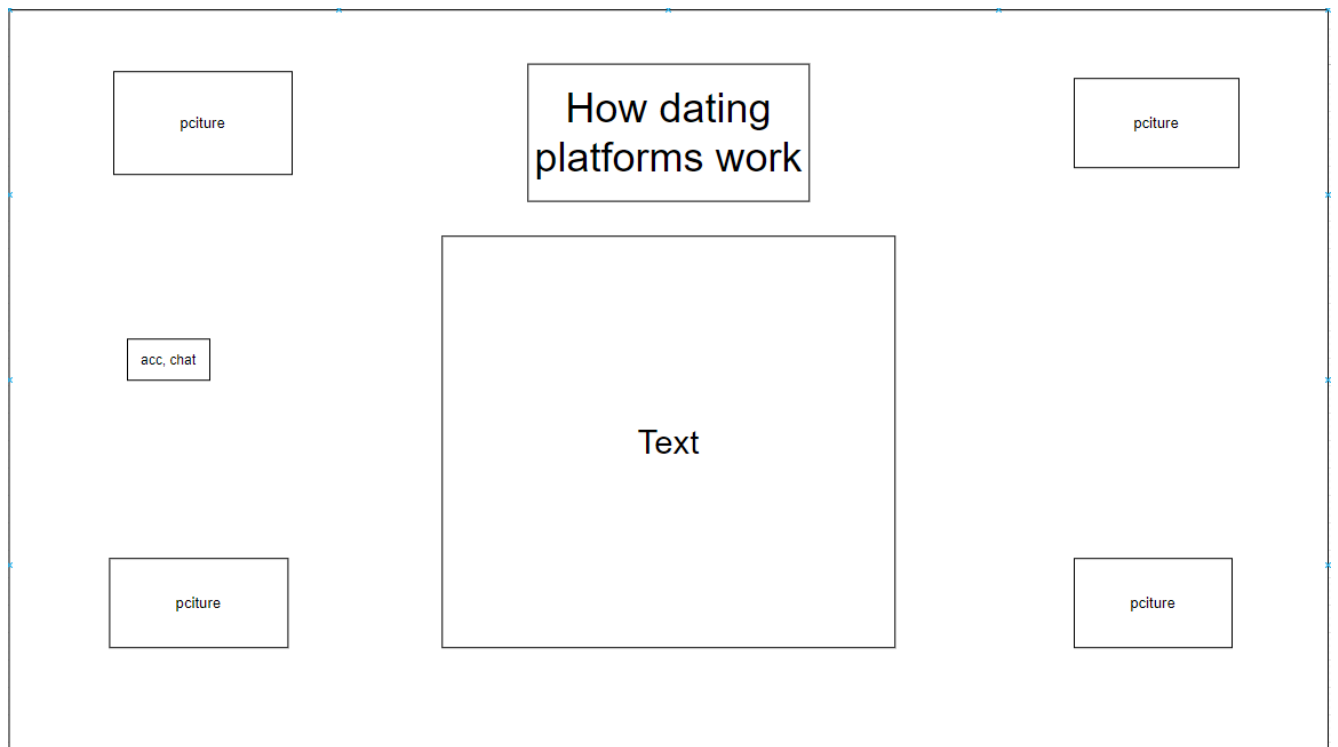 pciture
How dating
platforms work
pciture
acc, chat
Text
pciture
pciture